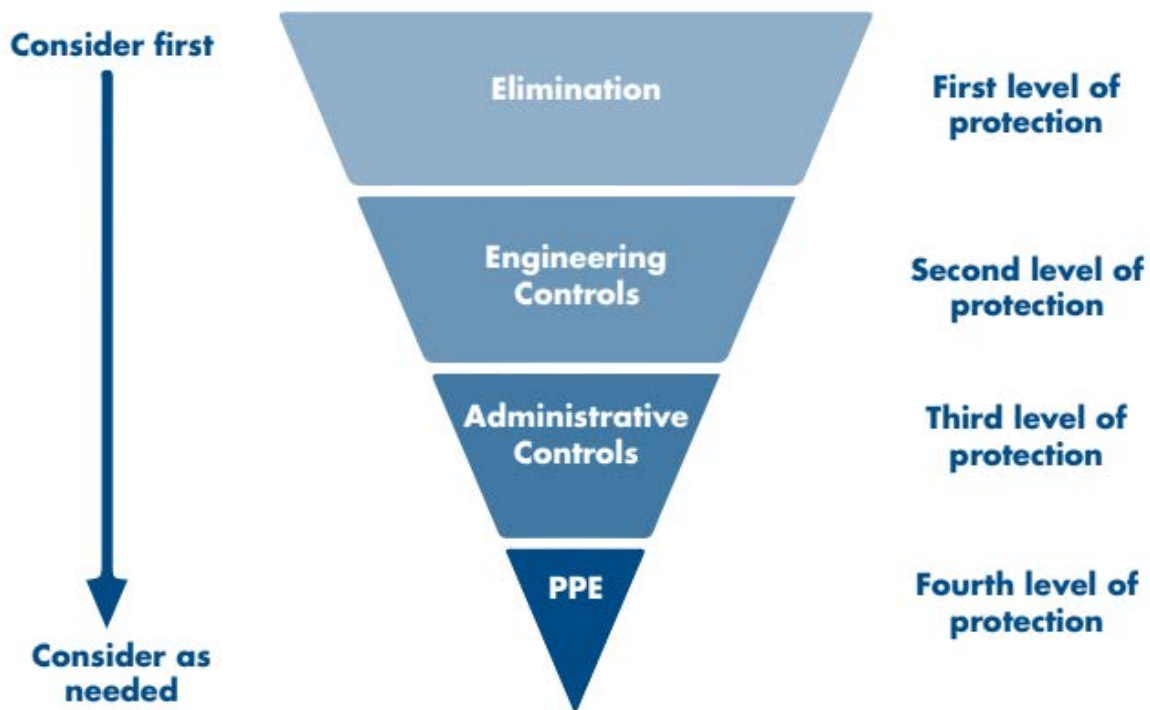 Consider first
Elimination
First level of
protection
Engineering
Controls
Second level of
protection
Administrative
Controls
Third level of
protection
PPE
Fourth level of
protection
Consider as
needed